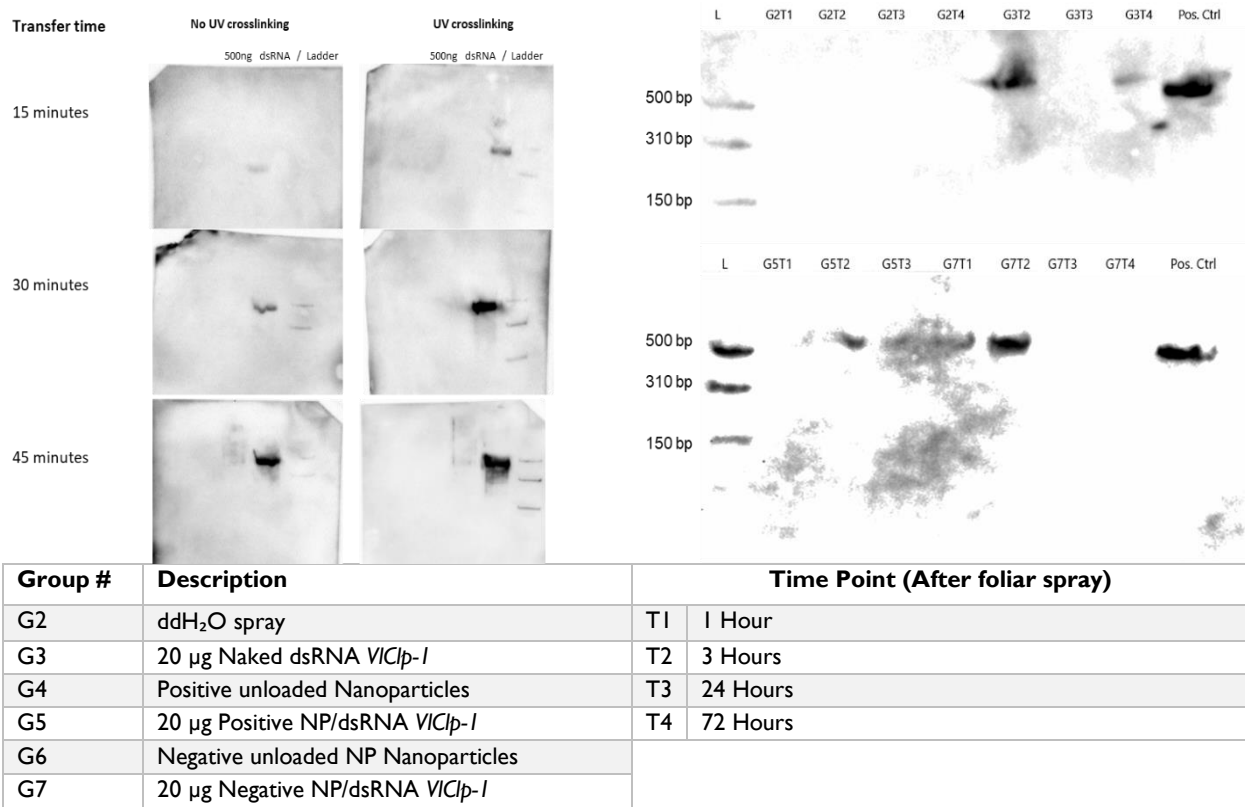 Transfer time
No UV crosslinking
UV crosslinking
500ng dsRNA / Ladder
500ng dsRNA / Ladder
15 minutes
30 minutes
45 minutes
L G2T1 G2T2 G2T3 G2T4 G3T2 G3T3 G3T4 Pos. Ctrl
500 bp
310 bp
150 bp
L G5T1 G5T2 G5T3 G7T1 G7T2 G7T3 G7T4 Pos. Ctrl
500 bp
310 bp
150 bp
Group # Description Time Point (After foliar spray)
G2 ddH₂O spray T1 1 Hour
G3 20 µg Naked dsRNA VlClp-1 T2 3 Hours
G4 Positive unloaded Nanoparticles T3 24 Hours
G5 20 µg Positive NP/dsRNA VlClp-1 T4 72 Hours
G6 Negative unloaded NP Nanoparticles
G7 20 µg Negative NP/dsRNA VlClp-1